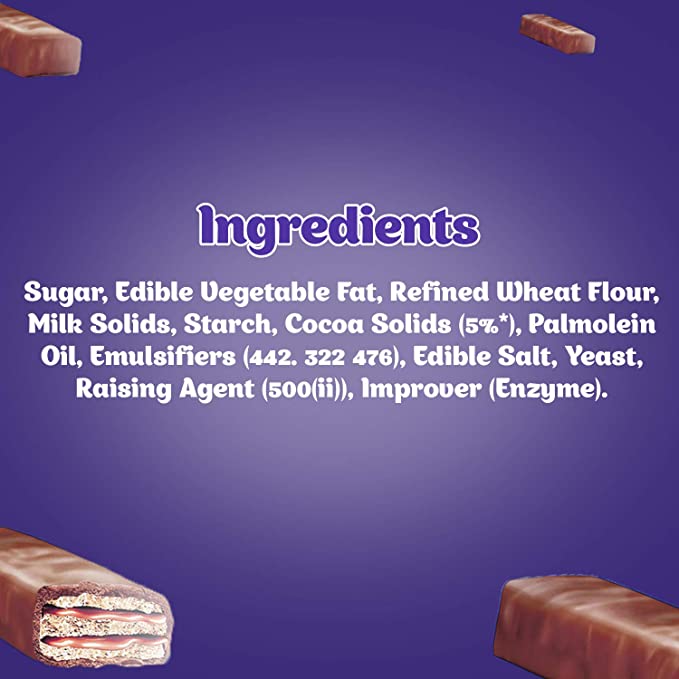 Ingredients
Sugar, Edible Vegetable Fat, Refined Wheat Flour,
Milk Solids, Starch, Cocoa Solids (5%*), Palmolein
Oil, Emulsifiers (442. 322 476), Edible Salt, Yeast,
Raising Agent (500(ii)), Improver (Enzyme).